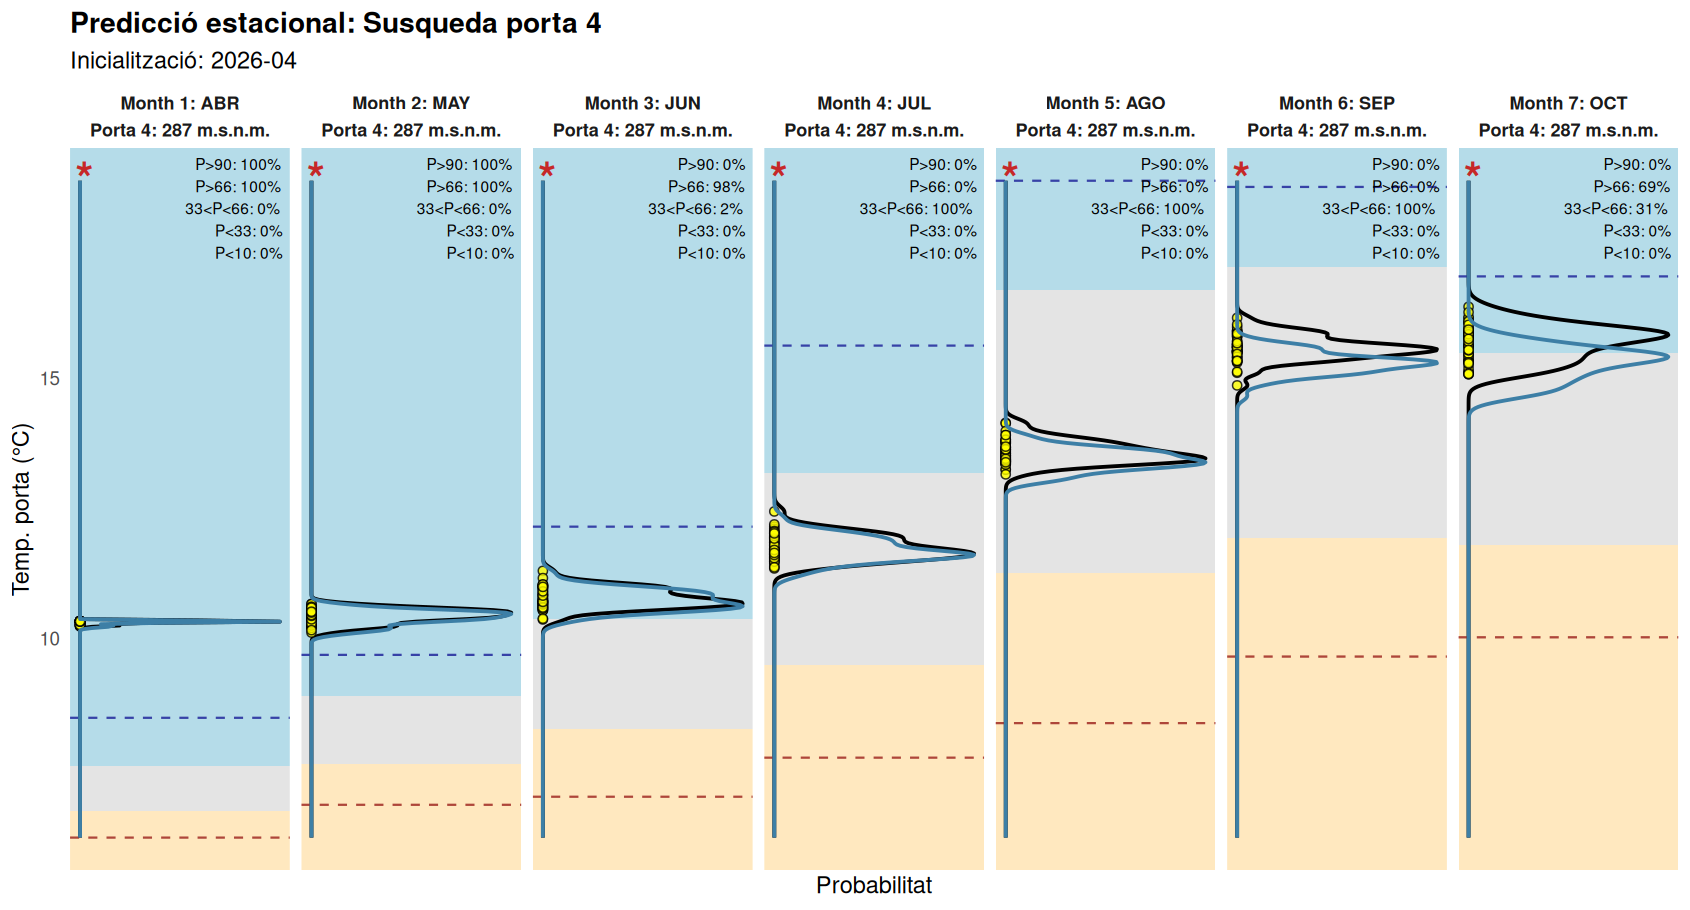 Predicció estacional: Susqueda porta 4
Inicialització: 2026-04
Month 1: ABR
Porta 4: 287 m.s.n.m.
Month 2: MAY
Porta 4: 287 m.s.n.m.
Month 3: JUN
Porta 4: 287 m.s.n.m.
Month 4: JUL
Porta 4: 287 m.s.n.m.
Month 5: AGO
Porta 4: 287 m.s.n.m.
Month 6: SEP
Porta 4: 287 m.s.n.m.
Month 7: OCT
Porta 4: 287 m.s.n.m.
*
P>90: 100%
P>66: 100%
33<P<66: 0%
P<33: 0%
P<10: 0%
*
P>90: 100%
P>66: 100%
33<P<66: 0%
P<33: 0%
P<10: 0%
*
P>90: 0%
P>66: 98%
33<P<66: 2%
P<33: 0%
P<10: 0%
*
P>90: 0%
P>66: 0%
33<P<66: 100%
P<33: 0%
P<10: 0%
*
P>90: 0%
P>66: 0%
33<P<66: 100%
P<33: 0%
P<10: 0%
*
P>90: 0%
P>66: 0%
33<P<66: 100%
P<33: 0%
P<10: 0%
*
P>90: 0%
P>66: 69%
33<P<66: 31%
P<33: 0%
P<10: 0%
15
10
Temp. porta (°C)
Probabilitat